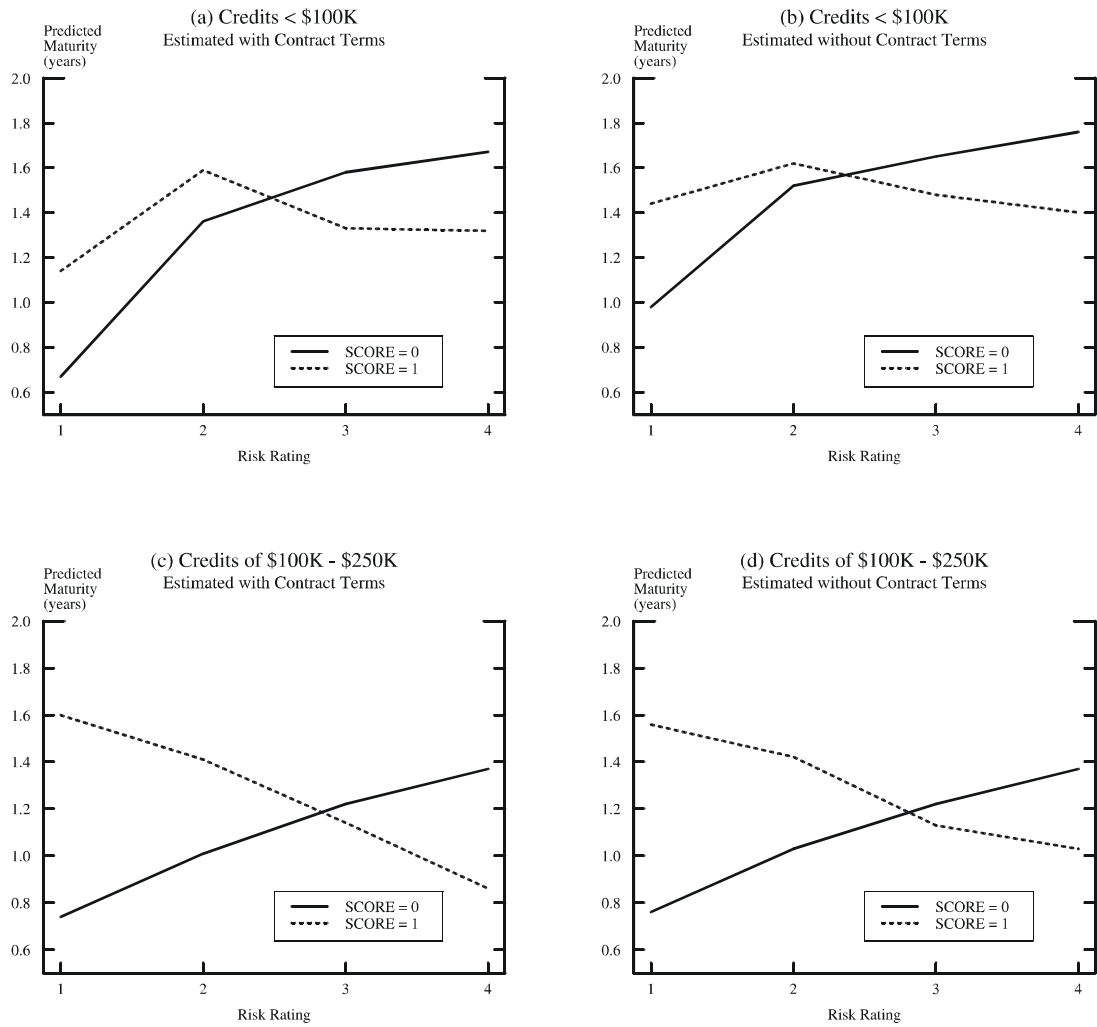 (a) Credits < $100K
Estimated with Contract Terms
Predicted
Maturity
(years)
2.0
1.8
1.6
1.4
1.2
1.0
0.8
0.6
SCORE = 0
SCORE = 1
1 2 3 4
Risk Rating
(b) Credits < $100K
Estimated without Contract Terms
Predicted
Maturity
(years)
2.0
1.8
1.6
1.4
1.2
1.0
0.8
0.6
SCORE = 0
SCORE = 1
1 2 3 4
Risk Rating
(c) Credits of $100K - $250K
Estimated with Contract Terms
Predicted
Maturity
(years)
2.0
1.8
1.6
1.4
1.2
1.0
0.8
0.6
SCORE = 0
SCORE = 1
1 2 3 4
Risk Rating
(d) Credits of $100K - $250K
Estimated without Contract Terms
Predicted
Maturity
(years)
2.0
1.8
1.6
1.4
1.2
1.0
0.8
0.6
SCORE = 0
SCORE = 1
1 2 3 4
Risk Rating